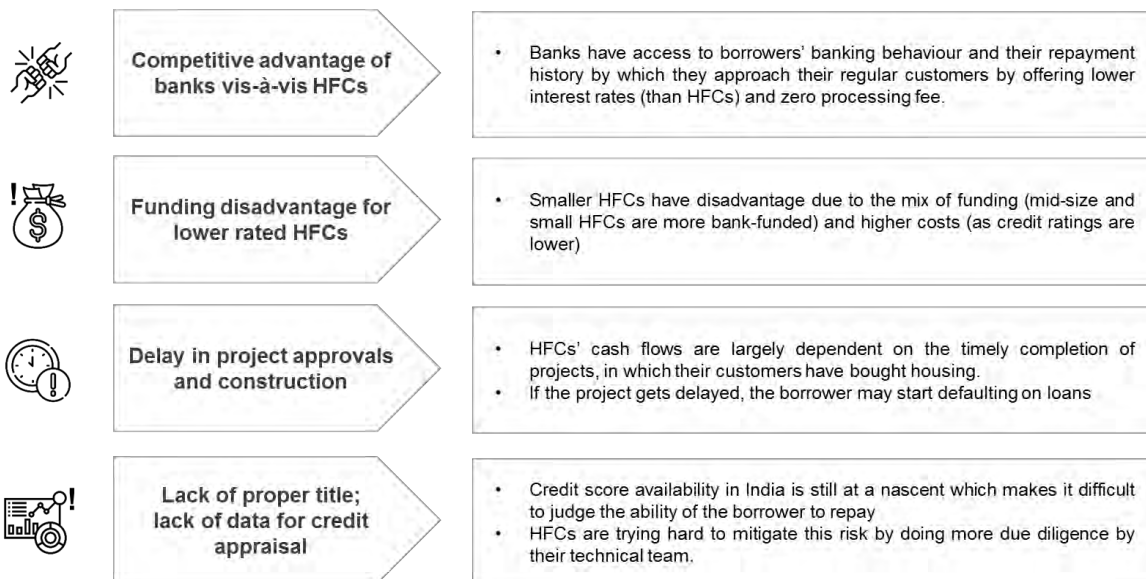 Competitive advantage of
banks vis-à-vis HFCs
• Banks have access to borrowers' banking behaviour and their repayment
history by which they approach their regular customers by offering lower
interest rates (than HFCs) and zero processing fee.
! $
Funding disadvantage for
lower rated HFCs
• Smaller HFCs have disadvantage due to the mix of funding (mid-size and
small HFCs are more bank-funded) and higher costs (as credit ratings are
lower)
!
Delay in project approvals
and construction
• HFCs' cash flows are largely dependent on the timely completion of
projects, in which their customers have bought housing.
• If the project gets delayed, the borrower may start defaulting on loans
!
Lack of proper title;
lack of data for credit
appraisal
• Credit score availability in India is still at a nascent which makes it difficult
to judge the ability of the borrower to repay
• HFCs are trying hard to mitigate this risk by doing more due diligence by
their technical team.